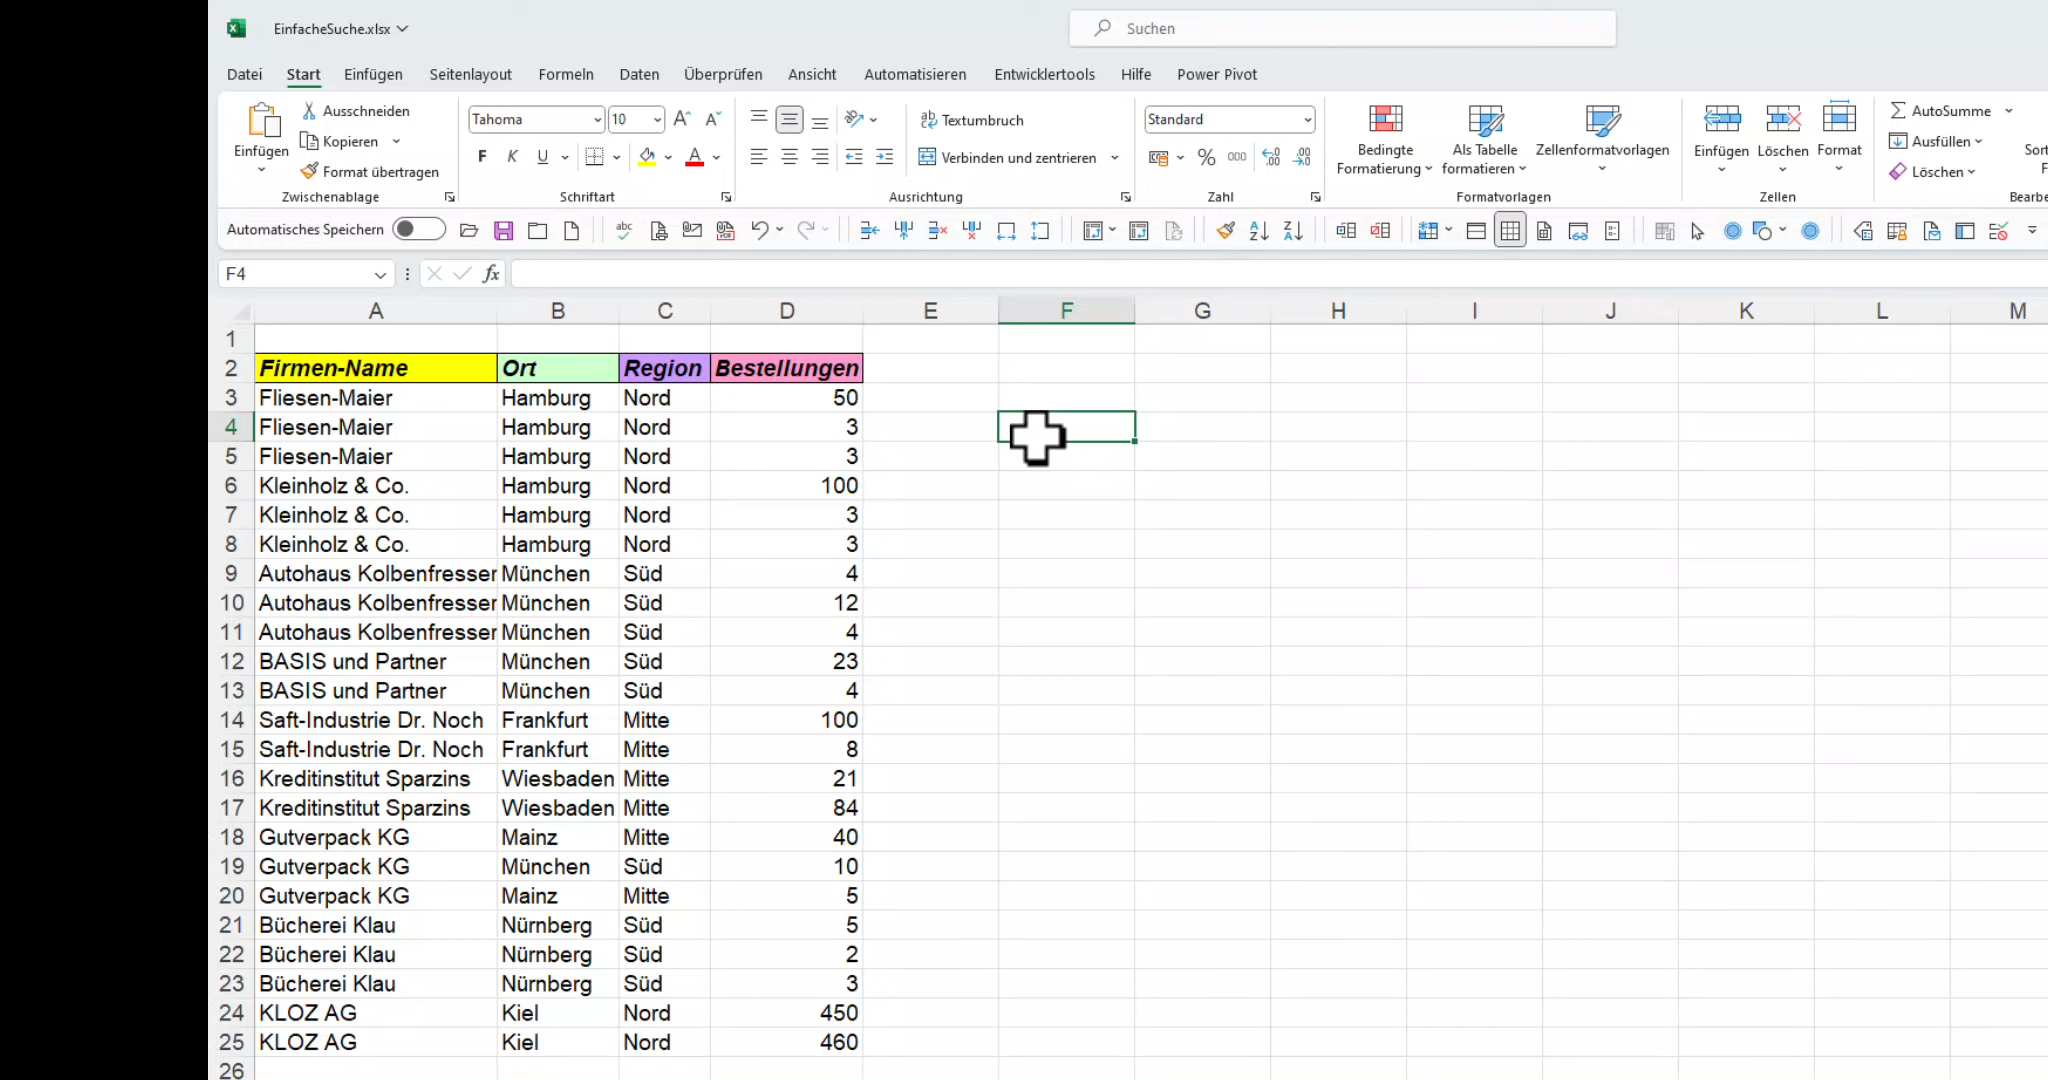 EinfacheSuche.xlsx
Suchen
Datei Start Einfügen Seitenlayout Formeln Daten Überprüfen Ansicht Automatisieren Entwicklertools Hilfe Power Pivot
Einfügen
Ausschneiden
Kopieren
Format übertragen
Zwischenablage
Tahoma 10
F K U
Schriftart
Textumbruch
Verbinden und zentrieren
Ausrichtung
Standard
% 000
Zahl
Bedingte Formatierung
Als Tabelle formatieren
Zellenformatvorlagen
Formatvorlagen
Einfügen Löschen Format
Zellen
AutoSumme
Ausfüllen
Löschen
Automatisches Speichern
F4 fx
A B C D E F G H I J K L M
1
2 Firmen-Name Ort Region Bestellungen
3 Fliesen-Maier Hamburg Nord 50
4 Fliesen-Maier Hamburg Nord 3
5 Fliesen-Maier Hamburg Nord 3
6 Kleinholz & Co. Hamburg Nord 100
7 Kleinholz & Co. Hamburg Nord 3
8 Kleinholz & Co. Hamburg Nord 3
9 Autohaus Kolbenfresser München Süd 4
10 Autohaus Kolbenfresser München Süd 12
11 Autohaus Kolbenfresser München Süd 4
12 BASIS und Partner München Süd 23
13 BASIS und Partner München Süd 4
14 Saft-Industrie Dr. Noch Frankfurt Mitte 100
15 Saft-Industrie Dr. Noch Frankfurt Mitte 8
16 Kreditinstitut Sparzins Wiesbaden Mitte 21
17 Kreditinstitut Sparzins Wiesbaden Mitte 84
18 Gutverpack KG Mainz Mitte 40
19 Gutverpack KG München Süd 10
20 Gutverpack KG Mainz Mitte 5
21 Bücherei Klau Nürnberg Süd 5
22 Bücherei Klau Nürnberg Süd 2
23 Bücherei Klau Nürnberg Süd 3
24 KLOZ AG Kiel Nord 450
25 KLOZ AG Kiel Nord 460
26